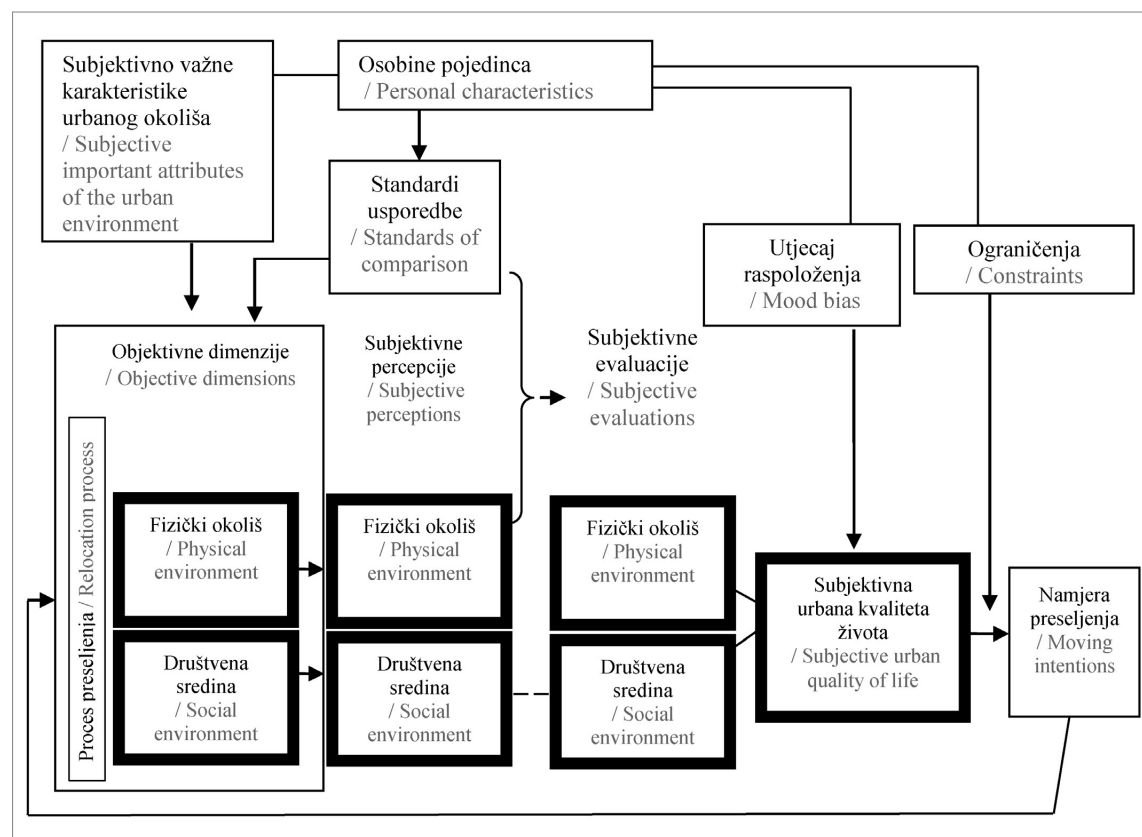 Subjektivno važne
karakteristike
urbanog okoliša
/ Subjective
important attributes
of the urban
environment
Osobine pojedinca
/ Personal characteristics
Standardi
usporedbe
/ Standards of
comparison
Utjecaj
raspoloženja
/ Mood bias
Ograničenja
/ Constraints
Objektivne dimenzije
/ Objective dimensions
Subjektivne
percepcije
/ Subjective
perceptions
Subjektivne
evaluacije
/ Subjective
evaluations
Proces preseljenja / Relocation process
Fizički okoliš
/ Physical
environment
Fizički okoliš
/ Physical
environment
Fizički okoliš
/ Physical
environment
Društvena
sredina
/ Social
environment
Društvena
sredina
/ Social
environment
Društvena
sredina
/ Social
environment
Subjektivna
urbana kvaliteta
života
/ Subjective urban
quality of life
Namjera
preseljenja
/ Moving
intentions